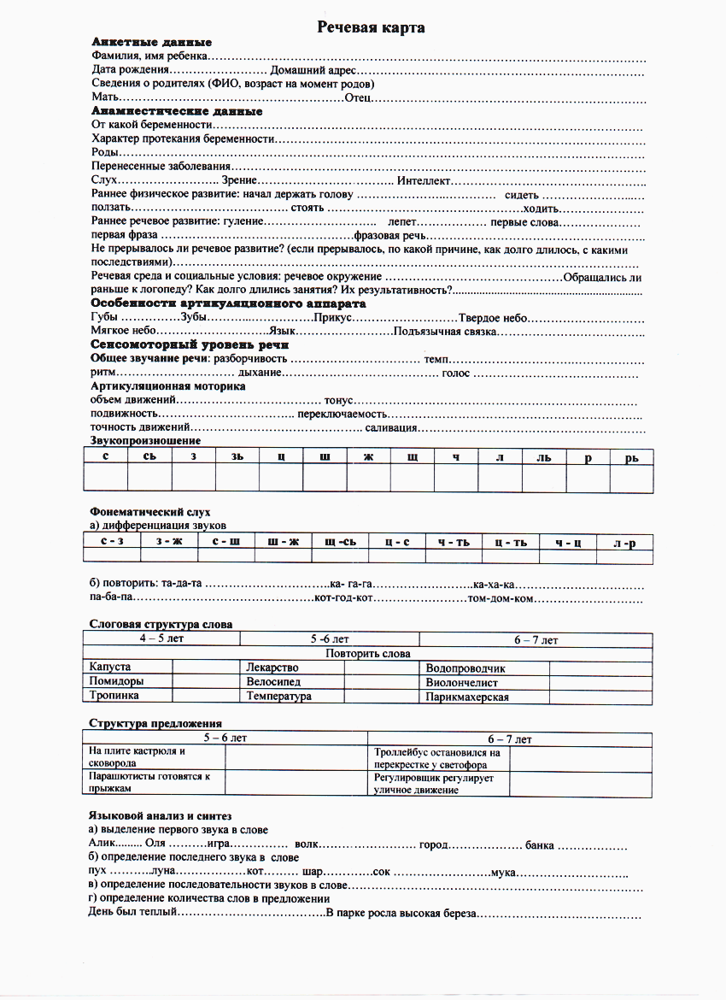 Речевая карта
Анкетные данные
Фамилия, имя ребенка……………………………………………………………………
Дата рождения…………………… Домашний адрес……………………………………………
Сведения о родителях (ФИО, возраст на момент родов)
Мать……………………………………………Отец……………………………………………
Анамнестические данные
От какой беременности……………………………………………………………………
Характер протекания беременности……………………………………………………………
Роды……………………………………………………………………………………
Перенесенные заболевания……………………………………………………………………
Слух…………………… Зрение…………………………… Интеллект……………………………
Раннее физическое развитие: начал держать голову …………………………… сидеть ……………………
ползать……………………………… стоять ………………………………………ходить…………………
Раннее речевое развитие: гуление……………………… лепет………………… первые слова…………………
первая фраза ………………………………………фразовая речь……………………………………………
Не прерывалось ли речевое развитие? (если прерывалось, по какой причине, как долго длилось, с какими
последствиями)……………………………………………………………………………………
Речевая среда и социальные условия: речевое окружение ……………………………………Обращались ли
раньше к логопеду? Как долго длились занятия? Их результативность?......................................................
Особенности артикуляционного аппарата
Губы ……………Зубы……………………Прикус……………………Твердое небо……………………
Мягкое небо………………………Язык……………………Подъязычная связка……………………………
Сенсомоторный уровень речи
Общее звучание речи: разборчивость ………………………… темп………………………………………
ритм……………………… дыхание……………………………… голос …………………………………
Артикуляционная моторика
объем движений…………………………… тонус……………………………………………………
подвижность…………………………… переключаемость……………………………………………
точность движений………………………………… саливация……………………………………………
Звукопроизношение
с сь з зь ц ш ж щ ч л ль р рь
Фонематический слух
а) дифференциация звуков
с - з з - ж с - ш ш - ж щ -сь ц - с ч - ть ц - ть ч - ц л -р
б) повторить: та-да-та …………………………ка- га-га……………………ка-ха-ка……………………………
па-ба-па……………………………………кот-год-кот……………………том-дом-ком……………………
Слоговая структура слова
4 – 5 лет 5 -6 лет 6 – 7 лет
Повторить слова
Капуста Лекарство Водопроводчик
Помидоры Велосипед Виолончелист
Тропинка Температура Парикмахерская
Структура предложения
5 – 6 лет 6 – 7 лет
На плите кастрюля и Троллейбус остановился на
сковорода перекрестке у светофора
Парашютисты готовятся к Регулировщик регулирует
прыжкам уличное движение
Языковой анализ и синтез
а) выделение первого звука в слове
Алик......... Оля ………игра……………… волк…………………… город……………… банка ………………
б) определение последнего звука в слове
пух ………луна………………кот……… шар…………сок ……………………мука………………………
в) определение последовательности звуков в слове……………………………………………………………
г) определение количества слов в предложении
День был теплый………………………………В парке росла высокая береза……………………………………